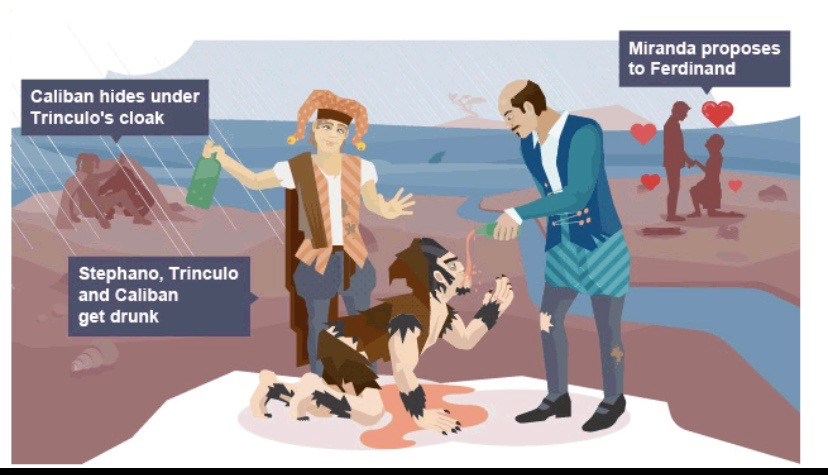 Miranda proposes
to Ferdinand
Caliban hides under
Trinculo's cloak
Stephano, Trinculo
and Caliban
get drunk